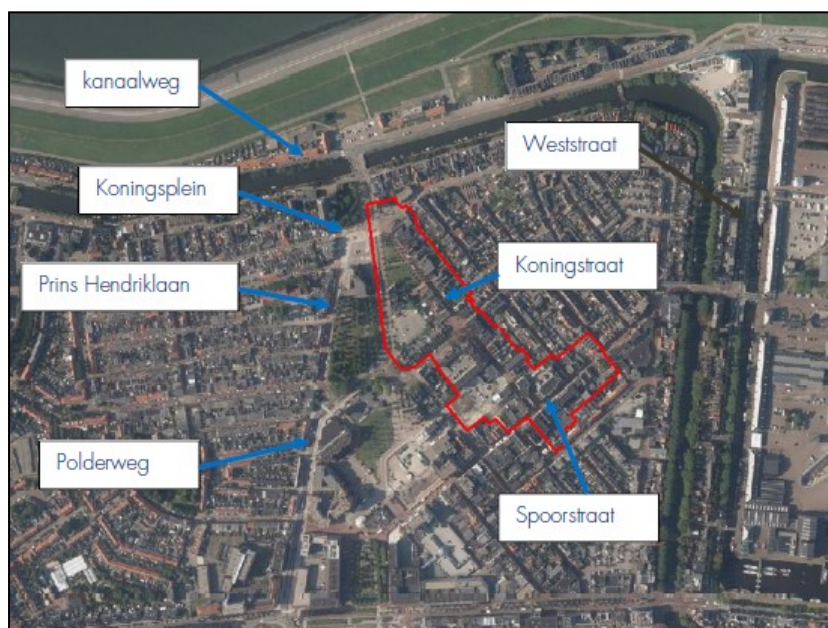 kanaalweg
Weststraat
Koningsplein
Koningstraat
Prins Hendriklaan
Polderweg
Spoorstraat